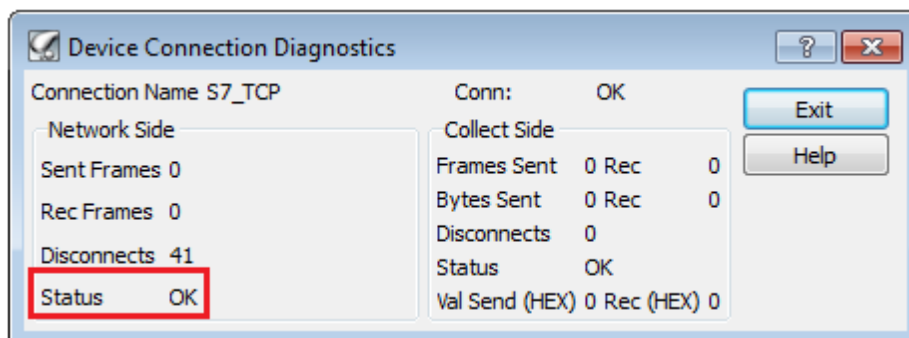 Device Connection Diagnostics
Connection Name S7_TCP Conn: OK
Exit
Help
Network Side
Sent Frames 0
Rec Frames 0
Disconnects 41
Status OK
Collect Side
Frames Sent 0 Rec 0
Bytes Sent 0 Rec 0
Disconnects 0
Status OK
Val Send (HEX) 0 Rec (HEX) 0